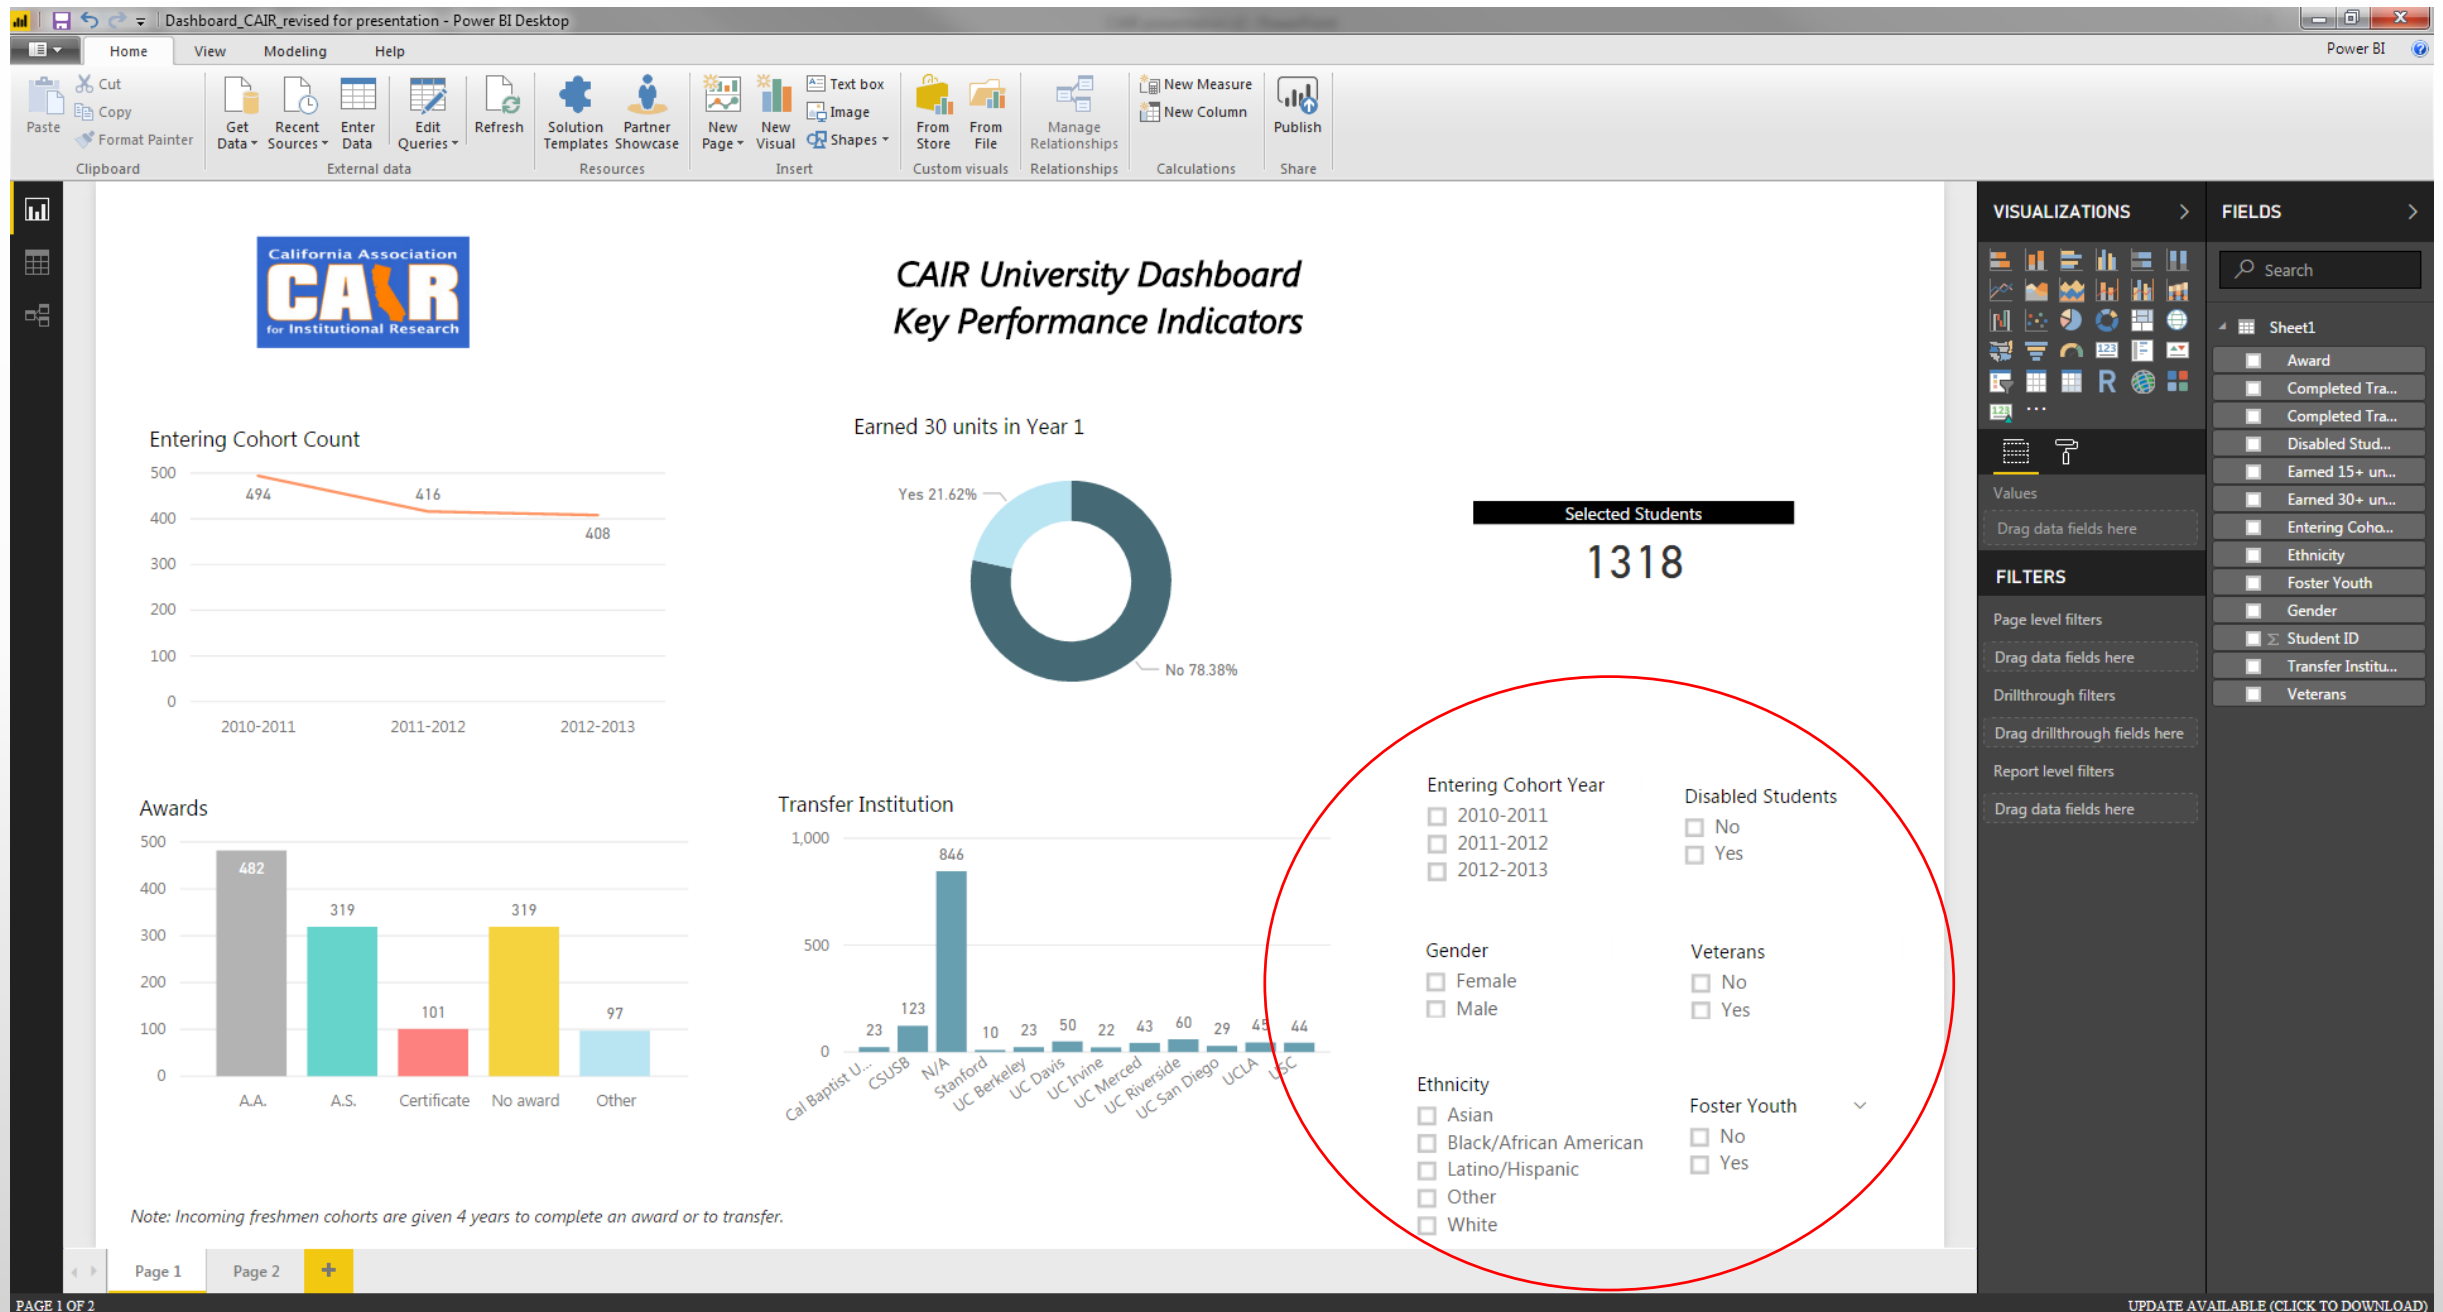 Dashboard_CAIR_revised for presentation - Power BI Desktop
Home View Modeling Help Power BI
Paste
Cut
Copy
Format Painter
Clipboard
Get Data
Recent Sources
Enter Data
Edit Queries
Refresh
External data
Solution Templates
Partner Showcase
Resources
New Page
New Visual
Text box
Image
Shapes
Insert
From Store
From File
Custom visuals
Manage Relationships
Relationships
New Measure
New Column
Calculations
Publish
Share
California Association
CAIR
for Institutional Research
CAIR University Dashboard
Key Performance Indicators
Entering Cohort Count
500
400
300
200
100
0
494
416
408
2010-2011 2011-2012 2012-2013
Earned 30 units in Year 1
Yes 21.62%
No 78.38%
Selected Students
1318
Awards
500
400
300
200
100
0
482
319
101
319
97
A.A. A.S. Certificate No award Other
Transfer Institution
1,000
500
0
23
123
846
10
23
50
22
43
60
29
45
44
Cal Baptist U...
CSUSB
N/A
Stanford
UC Berkeley
UC Davis
UC Irvine
UC Merced
UC Riverside
UC San Diego
UCLA
USC
Entering Cohort Year
2010-2011
2011-2012
2012-2013
Disabled Students
No
Yes
Gender
Female
Male
Veterans
No
Yes
Ethnicity
Asian
Black/African American
Latino/Hispanic
Other
White
Foster Youth
No
Yes
Note: Incoming freshmen cohorts are given 4 years to complete an award or to transfer.
Page 1 Page 2
PAGE 1 OF 2
VISUALIZATIONS
R
123
123
Values
Drag data fields here
FILTERS
Page level filters
Drag data fields here
Drillthrough filters
Drag drillthrough fields here
Report level filters
Drag data fields here
FIELDS
Search
Sheet1
Award
Completed Tra...
Completed Tra...
Disabled Stud...
Earned 15+ un...
Earned 30+ un...
Entering Coho...
Ethnicity
Foster Youth
Gender
Σ Student ID
Transfer Institu...
Veterans
UPDATE AVAILABLE (CLICK TO DOWNLOAD)